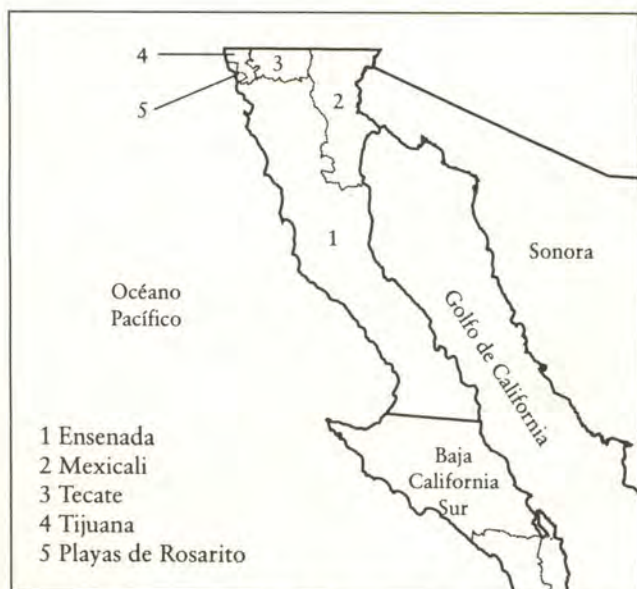 4
3
5
2
1
Sonora
Océano
Pacífico
Golfo de California
1 Ensenada
2 Mexicali
3 Tecate
4 Tijuana
5 Playas de Rosarito
Baja
California
Sur